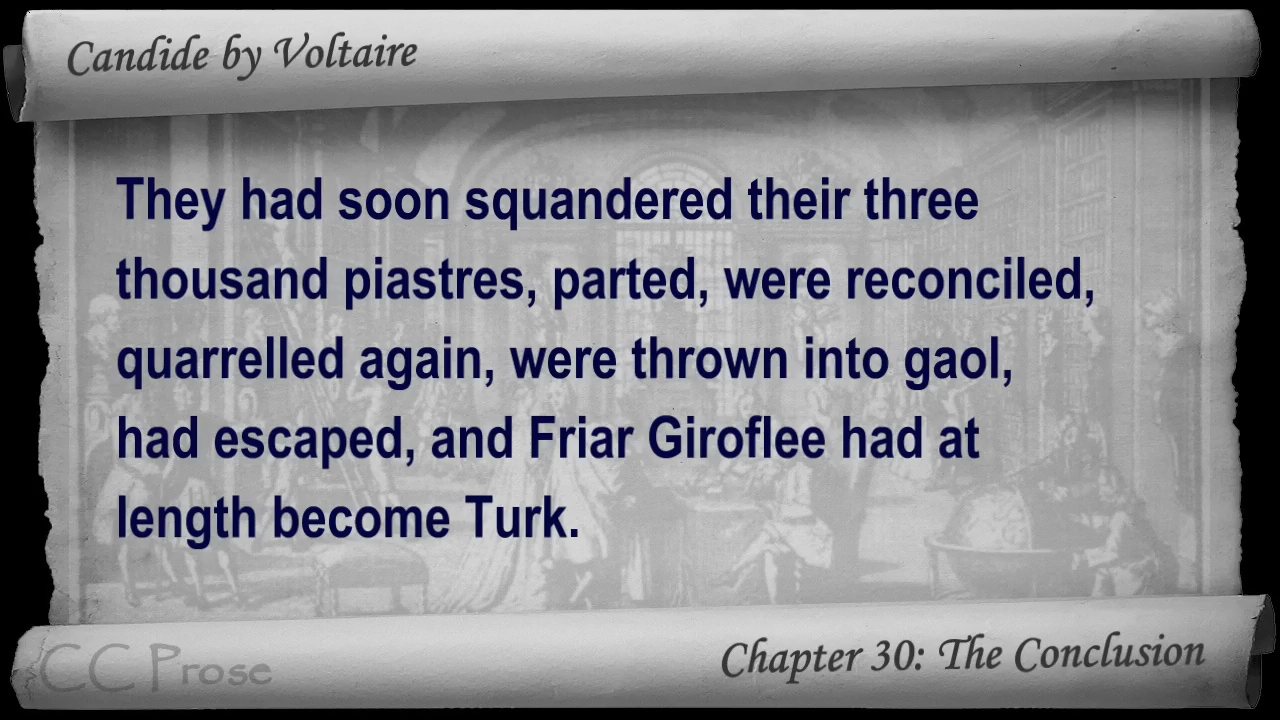 Candide by Voltaire
They had soon squandered their three
thousand piastres, parted, were reconciled,
quarrelled again, were thrown into gaol,
had escaped, and Friar Giroflee had at
length become Turk.
CC Prose
Chapter 30: The Conclusion